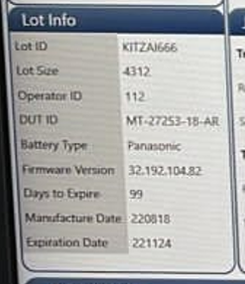 Lot Info
Lot ID KITZAI666
Lot Size 4312
Operator ID 112
DUT ID MT-27253-18-AR
Battery Type Panasonic
Firmware Version 32.192.104.82
Days to Expire 99
Manufacture Date 220818
Expiration Date 221124